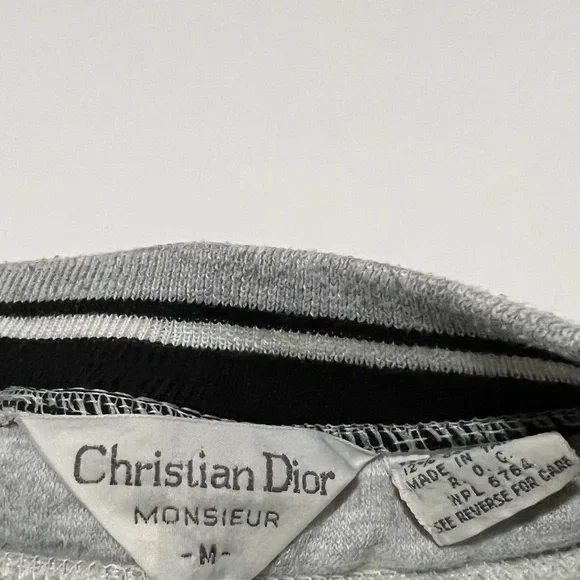 Christian Dior
MONSIEUR
-M-
MADE IN
R. O. C.
WPL 6764
SEE REVERSE FOR CARE